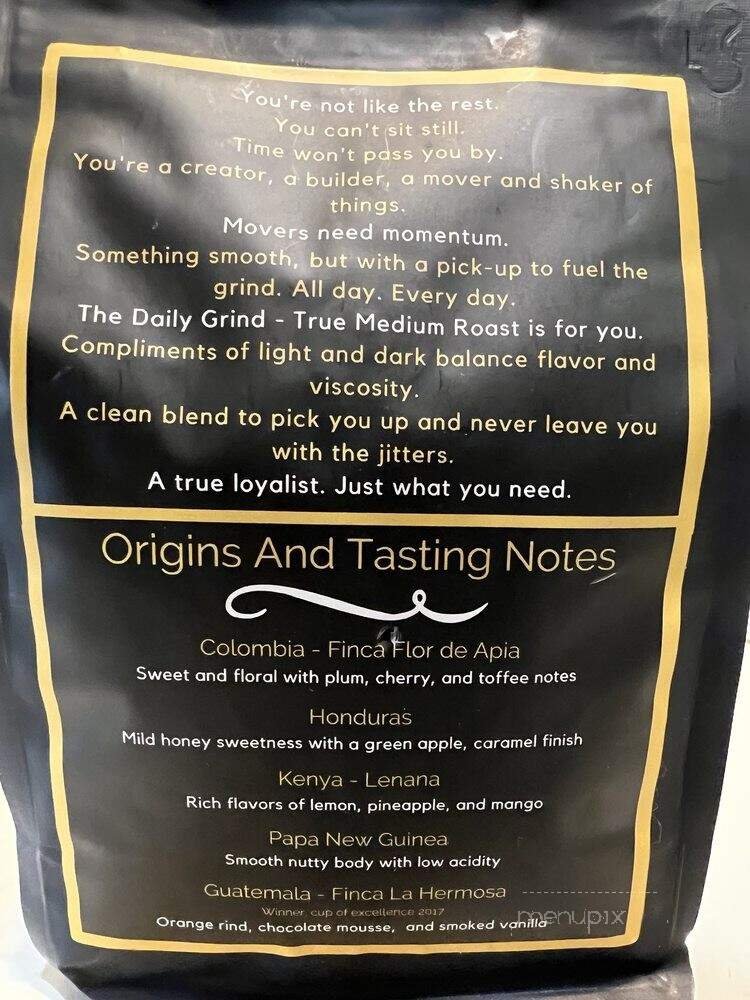 You're not like the rest.
You can't sit still.
Time won't pass you by.
You're a creator, a builder, a mover and shaker of
things.
Movers need momentum.
Something smooth, but with a pick-up to fuel the
grind. All day. Every day.
The Daily Grind - True Medium Roast is for you.
Compliments of light and dark balance flavor and
viscosity.
A clean blend to pick you up and never leave you
with the jitters.
A true loyalist. Just what you need.
Origins And Tasting Notes
Colombia - Finca Flor de Apia
Sweet and floral with plum, cherry, and toffee notes
Honduras
Mild honey sweetness with a green apple, caramel finish
Kenya - Lenana
Rich flavors of lemon, pineapple, and mango
Papa New Guinea
Smooth nutty body with low acidity
Guatemala - Finca La Hermosa
Winner, cup of excellence 2017
Orange rind, chocolate mousse, and smoked vanilla
menupix